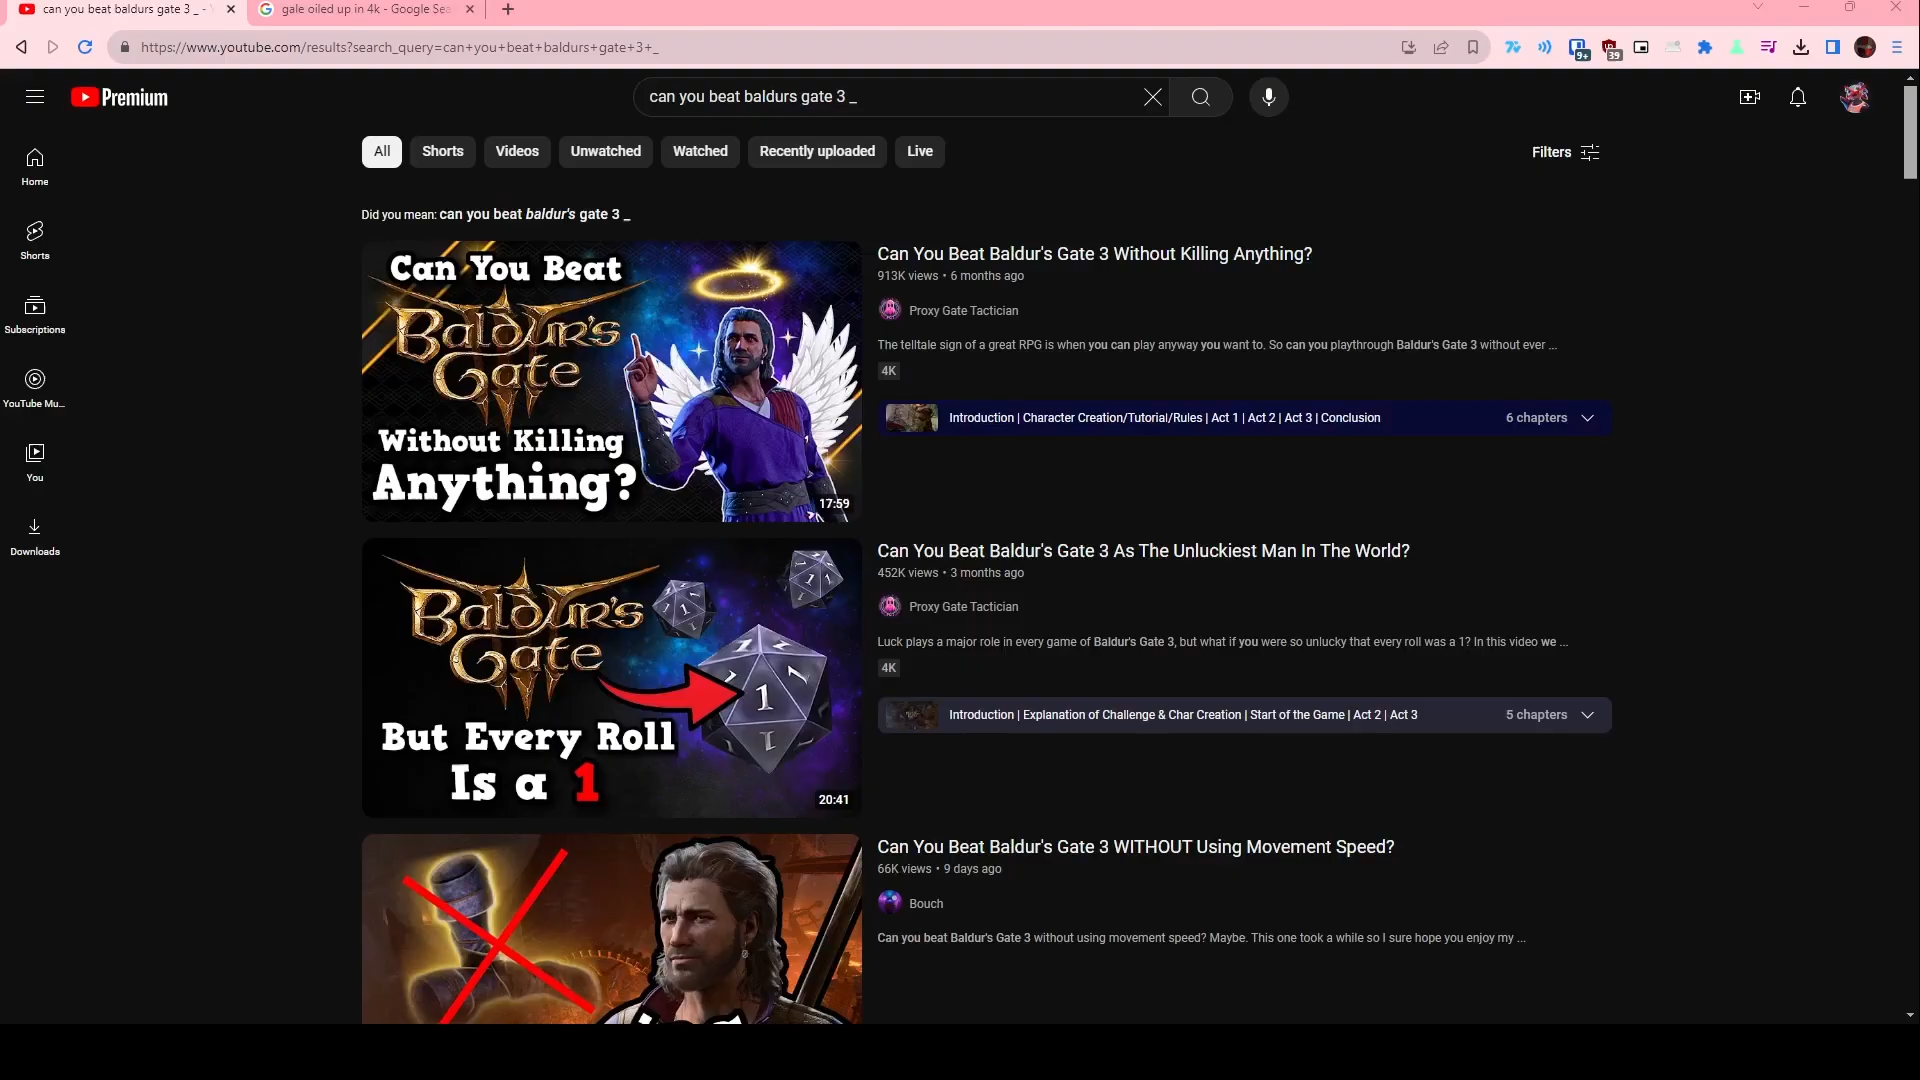 can you beat baldurs gate 3 _ -
gale oiled up in 4k - Google Sea
https://www.youtube.com/results?search_query=can+you+beat+baldurs+gate+3+_
9+
39
Premium
can you beat baldurs gate 3 _
All
Shorts
Videos
Unwatched
Watched
Recently uploaded
Live
Filters
Home
Shorts
Subscriptions
YouTube Mu...
You
Downloads
Did you mean: can you beat baldur's gate 3 _
Can You Beat
Baldur's
Gate
Without Killing
Anything?
17:59
Can You Beat Baldur's Gate 3 Without Killing Anything?
913K views • 6 months ago
Proxy Gate Tactician
The telltale sign of a great RPG is when you can play anyway you want to. So can you playthrough Baldur's Gate 3 without ever ...
4K
Introduction | Character Creation/Tutorial/Rules | Act 1 | Act 2 | Act 3 | Conclusion
6 chapters
Baldur's
Gate
1
1
1
1
1
1
But Every Roll
Is a 1
20:41
Can You Beat Baldur's Gate 3 As The Unluckiest Man In The World?
452K views • 3 months ago
Proxy Gate Tactician
Luck plays a major role in every game of Baldur's Gate 3, but what if you were so unlucky that every roll was a 1? In this video we ...
4K
Introduction | Explanation of Challenge & Char Creation | Start of the Game | Act 2 | Act 3
5 chapters
Can You Beat Baldur's Gate 3 WITHOUT Using Movement Speed?
66K views • 9 days ago
Bouch
Can you beat Baldur's Gate 3 without using movement speed? Maybe. This one took a while so I sure hope you enjoy my ...